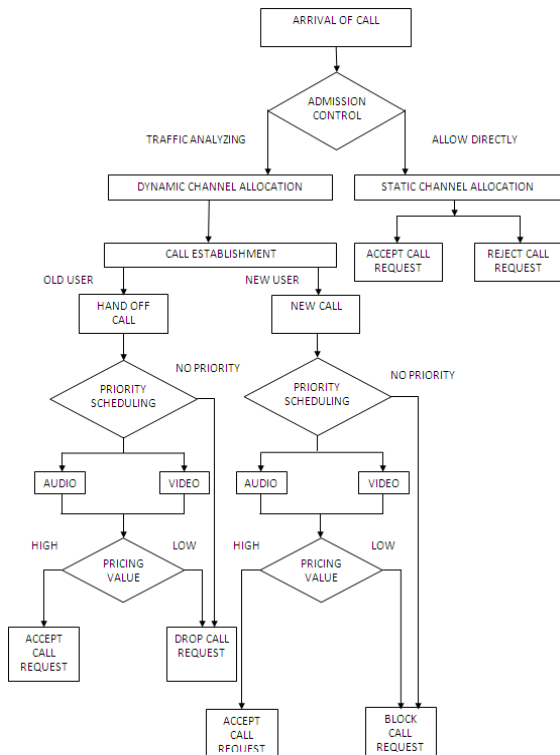 ARRIVAL OF CALL
ADMISSION
CONTROL
TRAFFIC ANALYZING
ALLOW DIRECTLY
DYNAMIC CHANNEL ALLOCATION
STATIC CHANNEL ALLOCATION
CALL ESTABLISHMENT
ACCEPT CALL
REQUEST
REJECT CALL
REQUEST
OLD USER
NEW USER
HAND OFF
CALL
NEW CALL
NO PRIORITY
NO PRIORITY
PRIORITY
SCHEDULING
PRIORITY
SCHEDULING
AUDIO
VIDEO
AUDIO
VIDEO
HIGH
LOW
HIGH
LOW
PRICING
VALUE
PRICING
VALUE
ACCEPT
CALL
REQUEST
DROP CALL
REQUEST
ACCEPT
CALL
REQUEST
BLOCK
CALL
REQUEST